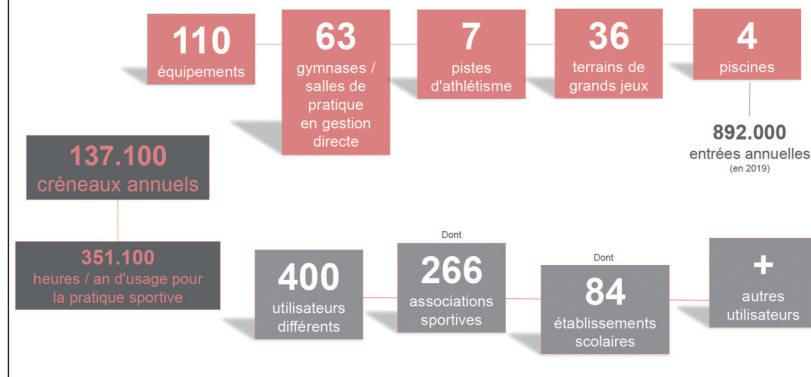 110
équipements
63
gymnases /
salles de
pratique
en gestion
directe
7
pistes
d'athlétisme
36
terrains de
grands jeux
4
piscines
892.000
entrées annuelles
(en 2019)
137.100
créneaux annuels
351.100
heures / an d'usage pour
la pratique sportive
400
utilisateurs
différents
Dont
266
associations
sportives
Dont
84
établissements
scolaires
+
autres
utilisateurs